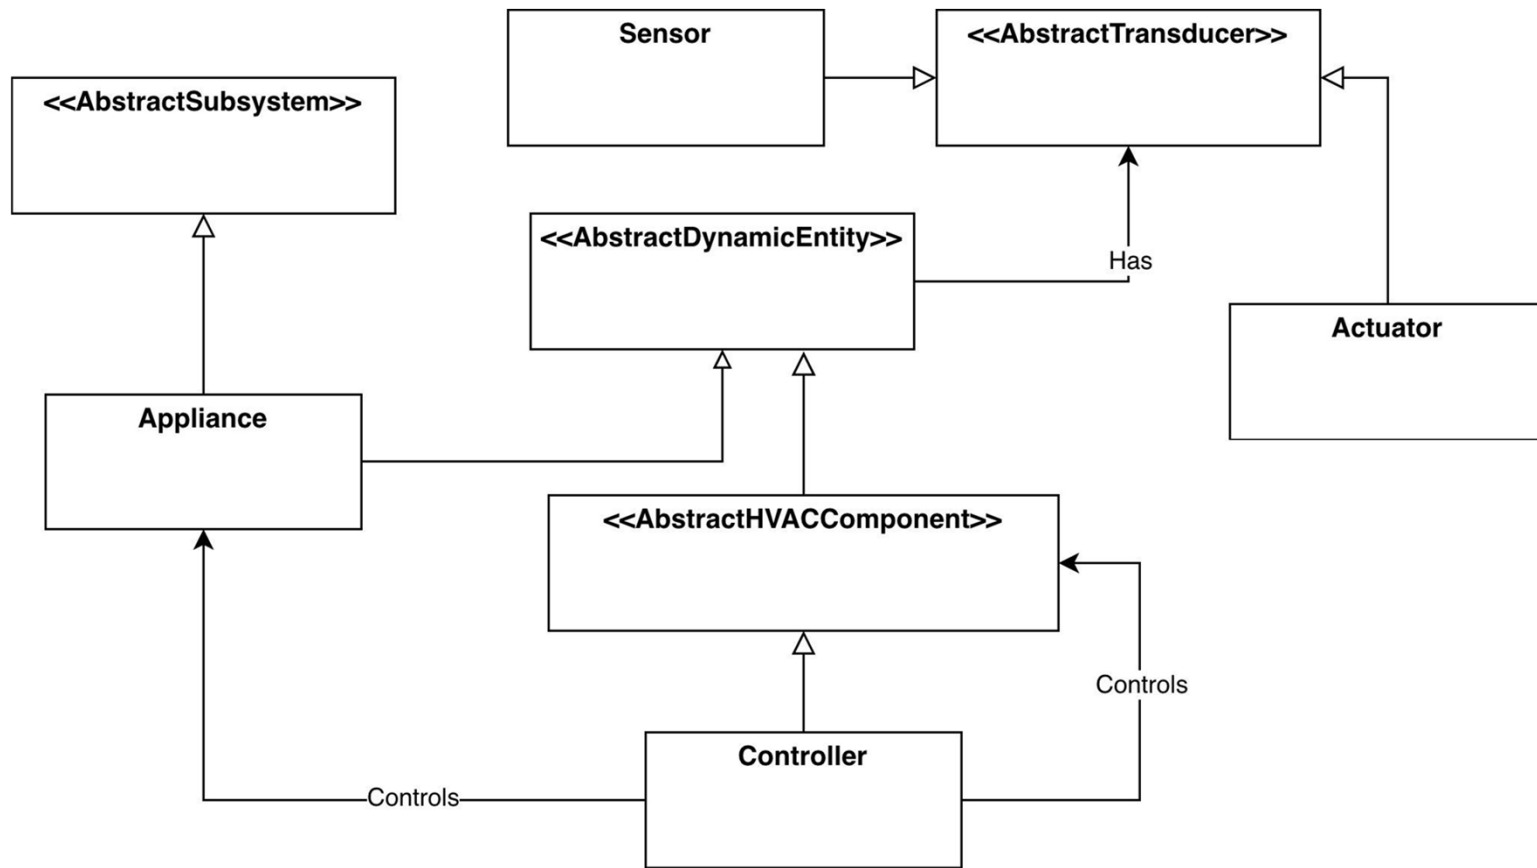 Sensor
<<AbstractTransducer>>
<<AbstractSubsystem>>
<<AbstractDynamicEntity>>
Has
Actuator
Appliance
<<AbstractHVACComponent>>
Controls
Controller
Controls